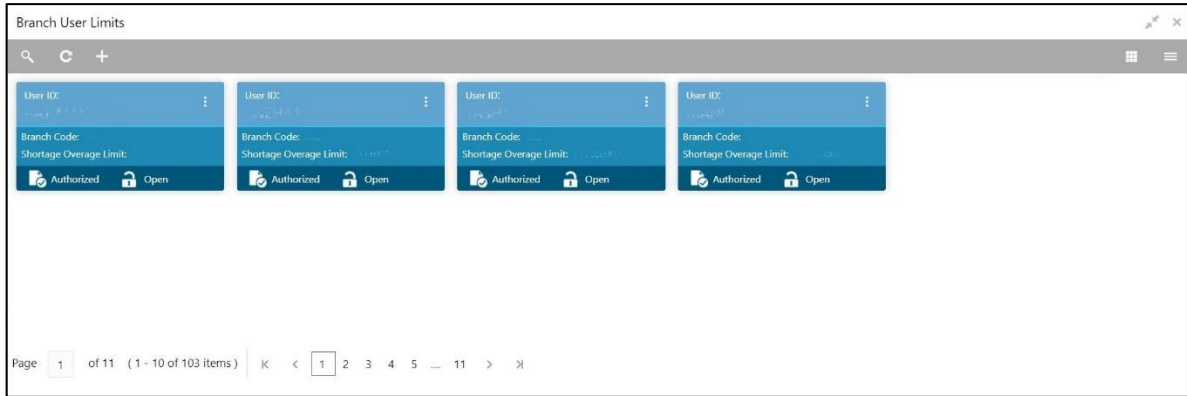 Branch User Limits
User ID: User ID: User ID: User ID:
Branch Code: Branch Code: Branch Code: Branch Code:
Shortage Overage Limit: Shortage Overage Limit: Shortage Overage Limit: Shortage Overage Limit:
Authorized Open Authorized Open Authorized Open Authorized Open
Page 1 of 11 ( 1 - 10 of 103 items ) 1 2 3 4 5 ... 11